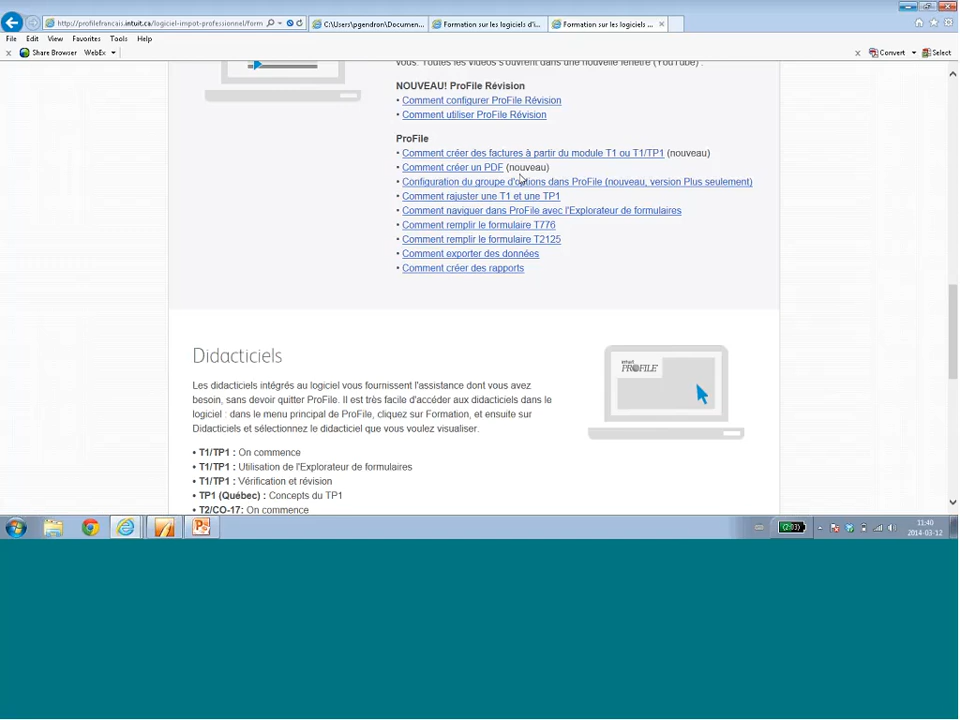 http://profilefrancais.intuit.ca/logiciel-impot-professionnel/form
C:\Users\pgendron\Documen...
Formation sur les logiciels d'i...
Formation sur les logiciels ...
File Edit View Favorites Tools Help
Share Browser WebEx
Convert Select
vous. Toutes les vidéos s'ouvrent dans une nouvelle fenêtre (YouTube) .
NOUVEAU! ProFile Révision
• Comment configurer ProFile Révision
• Comment utiliser ProFile Révision
ProFile
• Comment créer des factures à partir du module T1 ou T1/TP1 (nouveau)
• Comment créer un PDF (nouveau)
• Configuration du groupe d'options dans ProFile (nouveau, version Plus seulement)
• Comment rajuster une T1 et une TP1
• Comment naviguer dans ProFile avec l'Explorateur de formulaires
• Comment remplir le formulaire T776
• Comment remplir le formulaire T2125
• Comment exporter des données
• Comment créer des rapports
Didacticiels
Les didacticiels intégrés au logiciel vous fournissent l'assistance dont vous avez
besoin, sans devoir quitter ProFile. Il est très facile d'accéder aux didacticiels dans le
logiciel : dans le menu principal de ProFile, cliquez sur Formation, et ensuite sur
Didacticiels et sélectionnez le didacticiel que vous voulez visualiser.
intuit
PROFILE
• T1/TP1 : On commence
• T1/TP1 : Utilisation de l'Explorateur de formulaires
• T1/TP1 : Vérification et révision
• TP1 (Québec) : Concepts du TP1
• T2/CO-17: On commence
(2:03)
11:40
2014-03-12